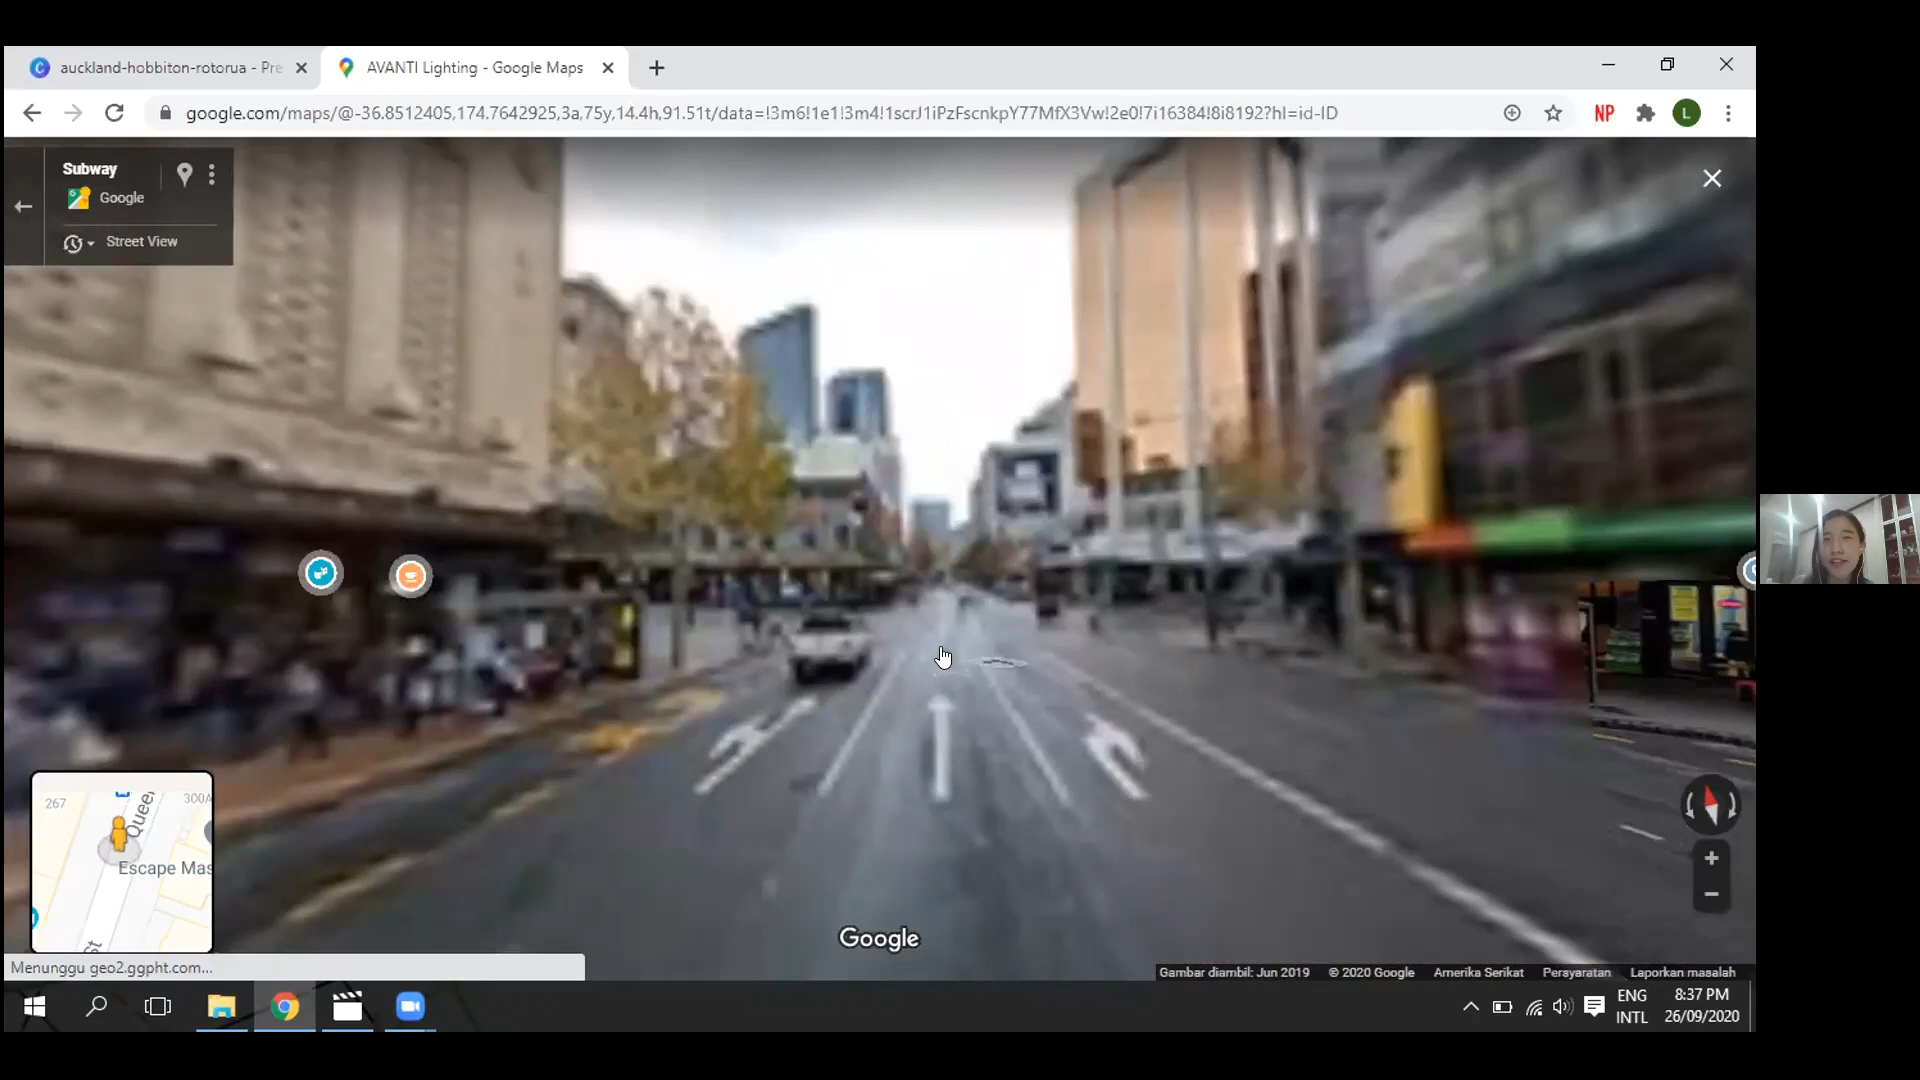 auckland-hobbiton-rotorua - Pre
AVANTI Lighting - Google Maps
google.com/maps/@-36.8512405,174.7642925,3a,75y,14.4h,91.51t/data=!3m6!1e1!3m4!1scrJ1iPzFscnkpY77MfX3Vw!2e0!7i16384!8i8192?hl=id-ID
NP
L
Subway
Google
Street View
267
300A
Queen
Escape Mas
St
Google
Menunggu geo2.ggpht.com...
Gambar diambil: Jun 2019 © 2020 Google Amerika Serikat Persyaratan Laporkan masalah
ENG
INTL
8:37 PM
26/09/2020